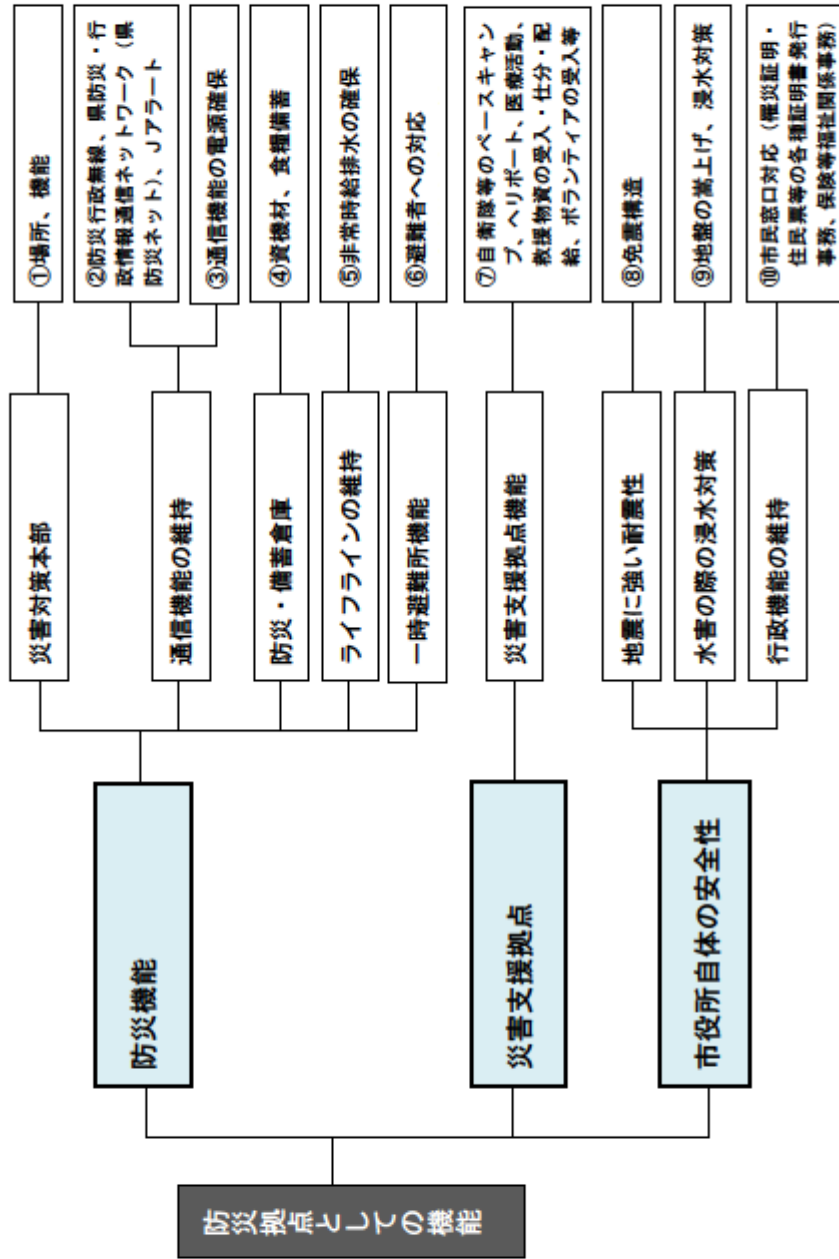 防災拠点としての機能
防災機能
災害対策本部
①場所、機能
通信機能の維持
②防災行政無線、県防災・行
政情報通信ネットワーク（県
防災ネット）、Jアラート
③通信機能の電源確保
防災・備蓄倉庫
④資機材、食糧備蓄
ライフラインの維持
⑤非常時給排水の確保
一時避難所機能
⑥避難者への対応
災害支援拠点
災害支援拠点機能
⑦自衛隊等のベースキャン
プ、ヘリポート、医療活動、
救援物資の受入・仕分・配
給、ボランティアの受入等
市役所自体の安全性
地震に強い耐震性
⑧免震構造
水害の際の浸水対策
⑨地盤の嵩上げ、浸水対策
行政機能の維持
⑩市民窓口対応（罹災証明・
住民票等の各種証明書発行
事務、保険等福祉関係事務）